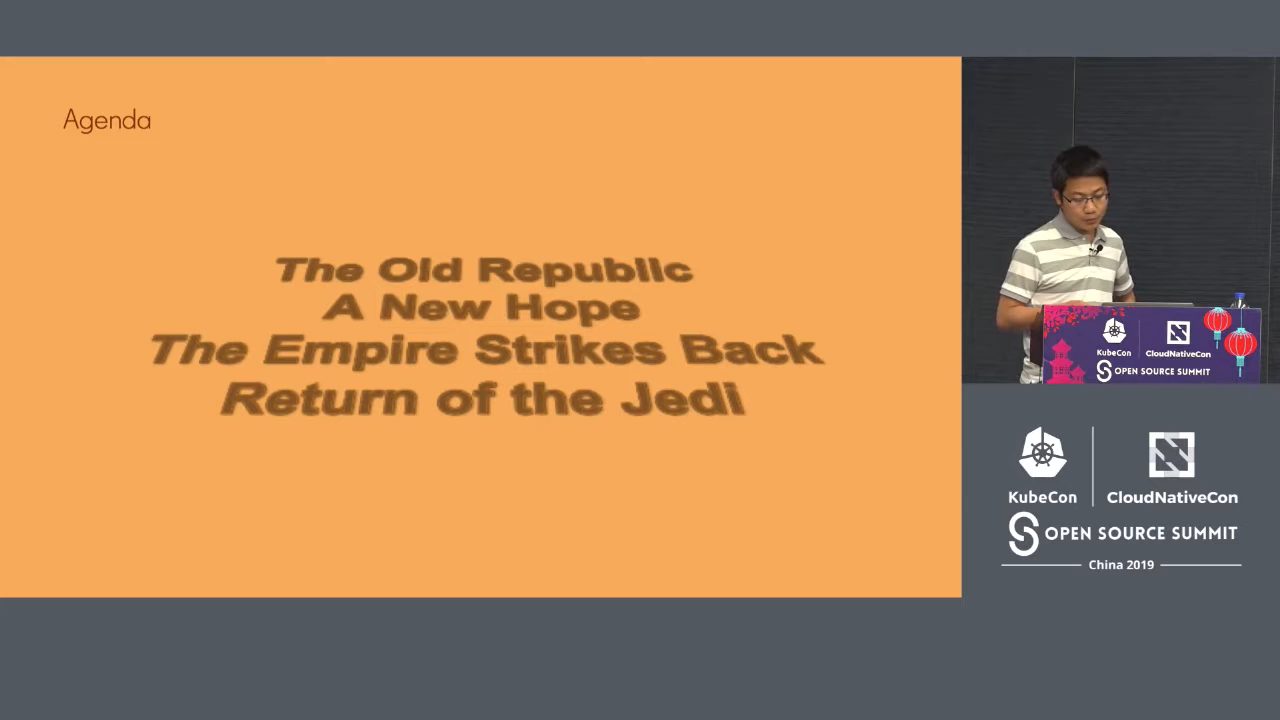 Agenda
The Old Republic
A New Hope
The Empire Strikes Back
Return of the Jedi
KubeCon
CloudNativeCon
OPEN SOURCE SUMMIT
KubeCon
CloudNativeCon
OPEN SOURCE SUMMIT
China 2019